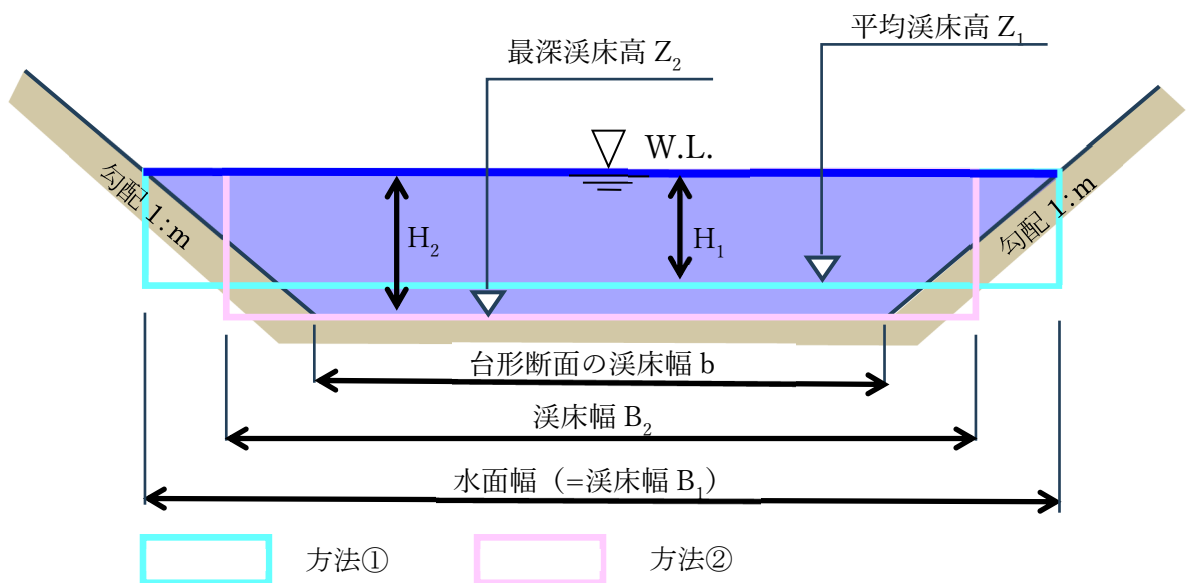 平均渓床高 Z₁
最深渓床高 Z₂
W.L.
勾配 1:m
勾配 1:m
H₂
H₁
台形断面の渓床幅 b
渓床幅 B₂
水面幅（=渓床幅 B₁）
方法①
方法②